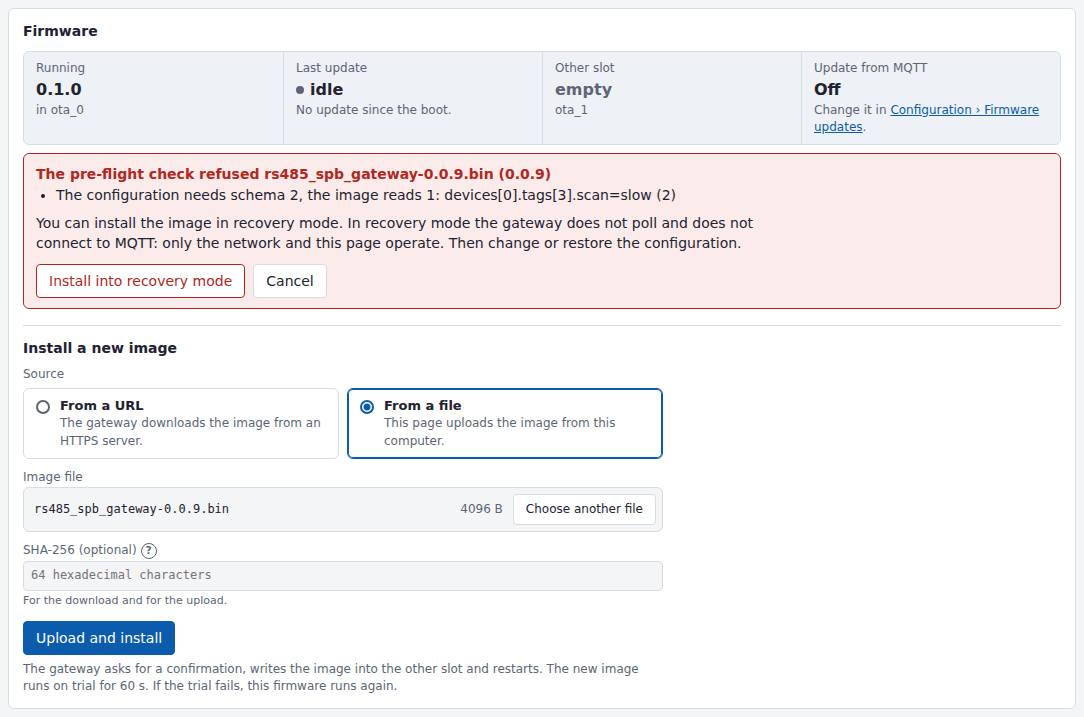 Firmware
Running
0.1.0
in ota_0
Last update
idle
No update since the boot.
Other slot
empty
ota_1
Update from MQTT
Off
Change it in Configuration › Firmware
updates.
The pre-flight check refused rs485_spb_gateway-0.0.9.bin (0.0.9)
• The configuration needs schema 2, the image reads 1: devices[0].tags[3].scan=slow (2)
You can install the image in recovery mode. In recovery mode the gateway does not poll and does not
connect to MQTT: only the network and this page operate. Then change or restore the configuration.
Install into recovery mode
Cancel
Install a new image
Source
From a URL
The gateway downloads the image from an
HTTPS server.
From a file
This page uploads the image from this
computer.
Image file
rs485_spb_gateway-0.0.9.bin
4096 B
Choose another file
SHA-256 (optional) ?
64 hexadecimal characters
For the download and for the upload.
Upload and install
The gateway asks for a confirmation, writes the image into the other slot and restarts. The new image
runs on trial for 60 s. If the trial fails, this firmware runs again.